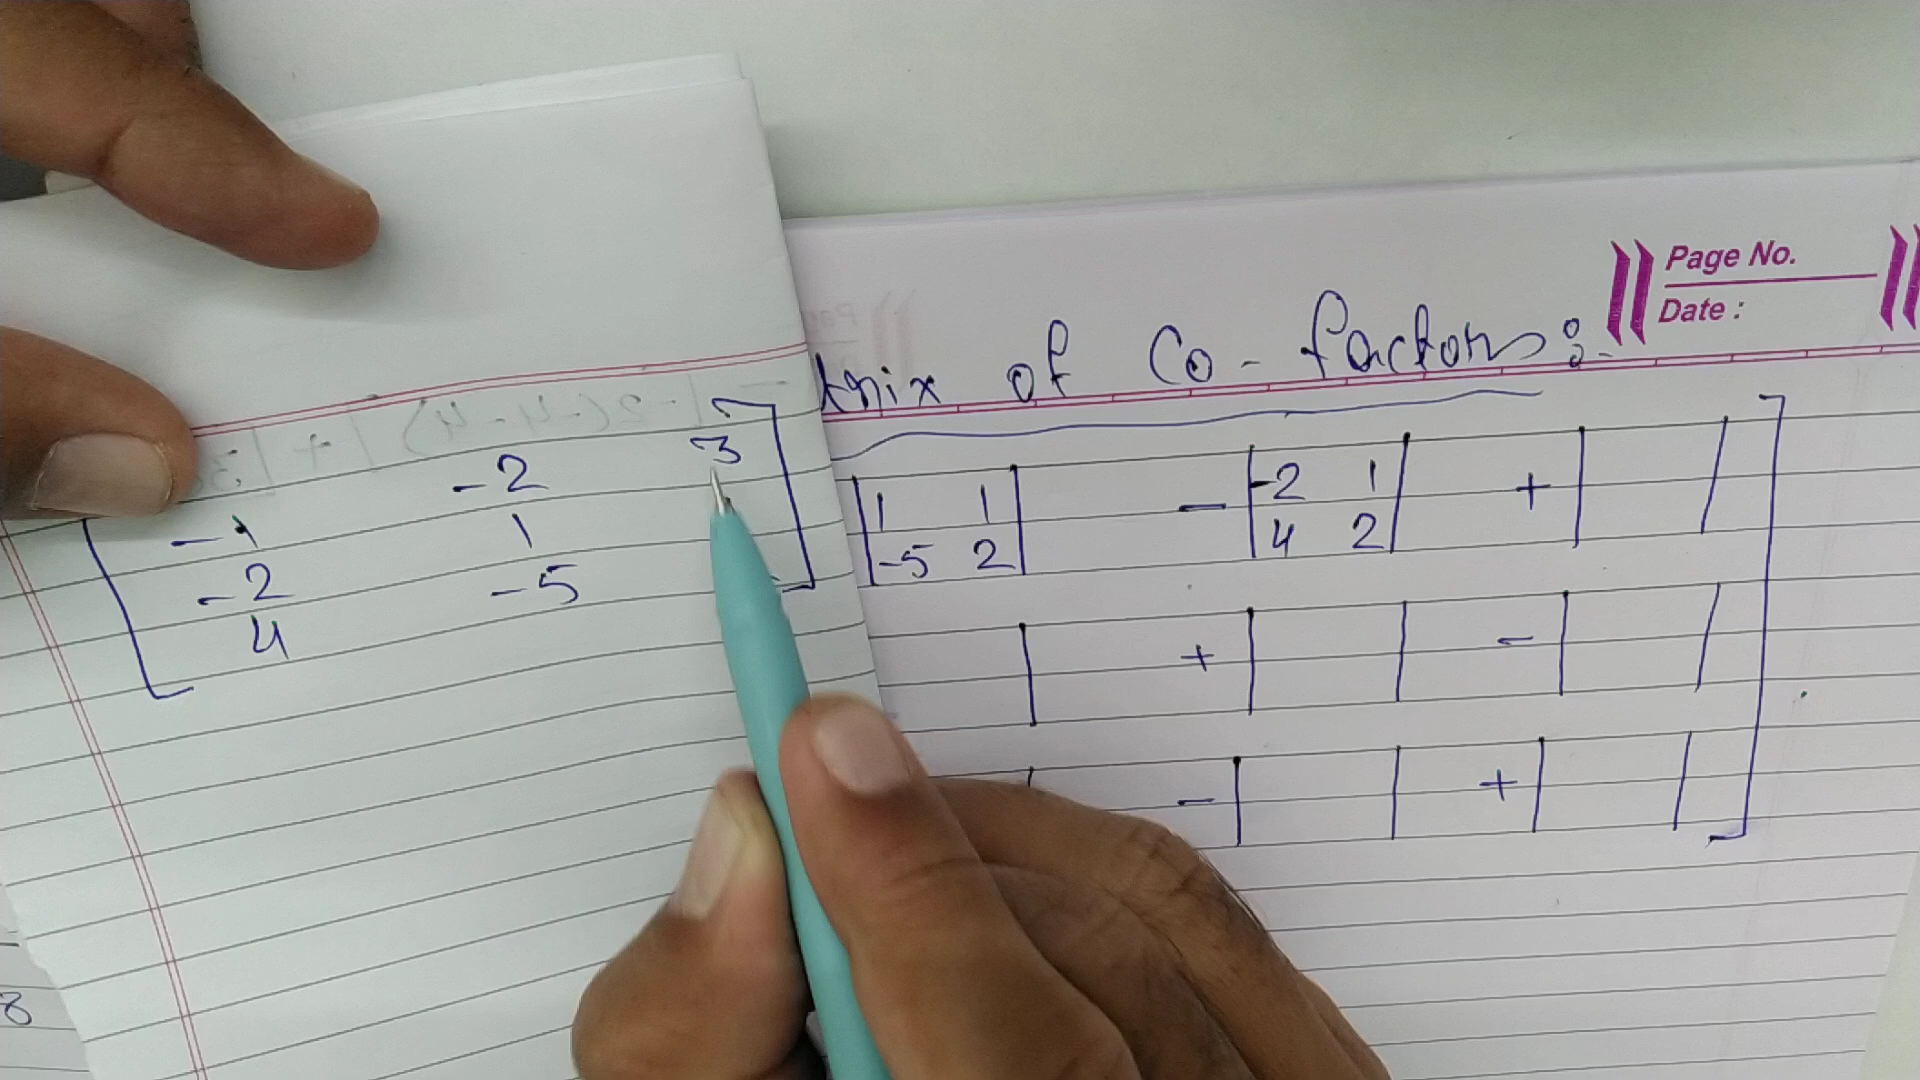 Page No.
Date :
trix of Co-factors:-
-1 -2 3
-2 1
4 -5
| 1 1 | - | -2 1 | + | |
| -5 2 | | 4 2 |
| + | | - | |
| - | | + | |
8